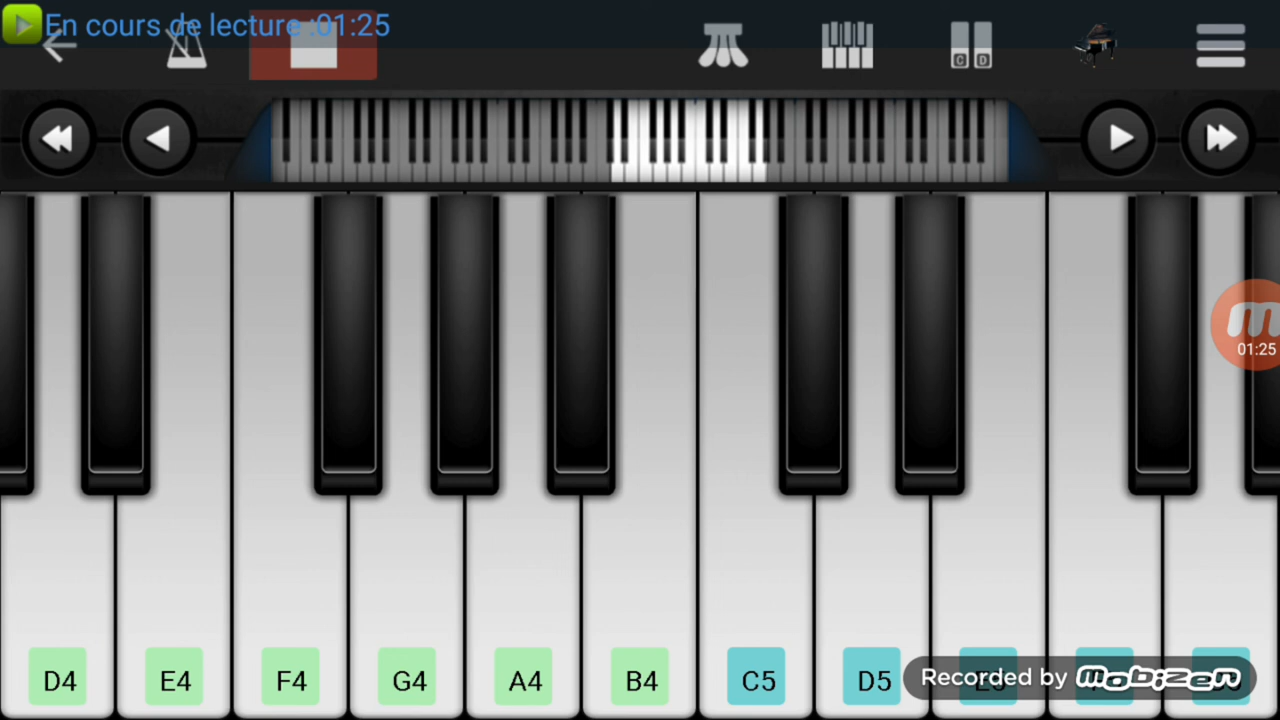 En cours de lecture :01:25
C D
01:25
D4 E4 F4 G4 A4 B4 C5 D5 E5
Recorded by mobizen